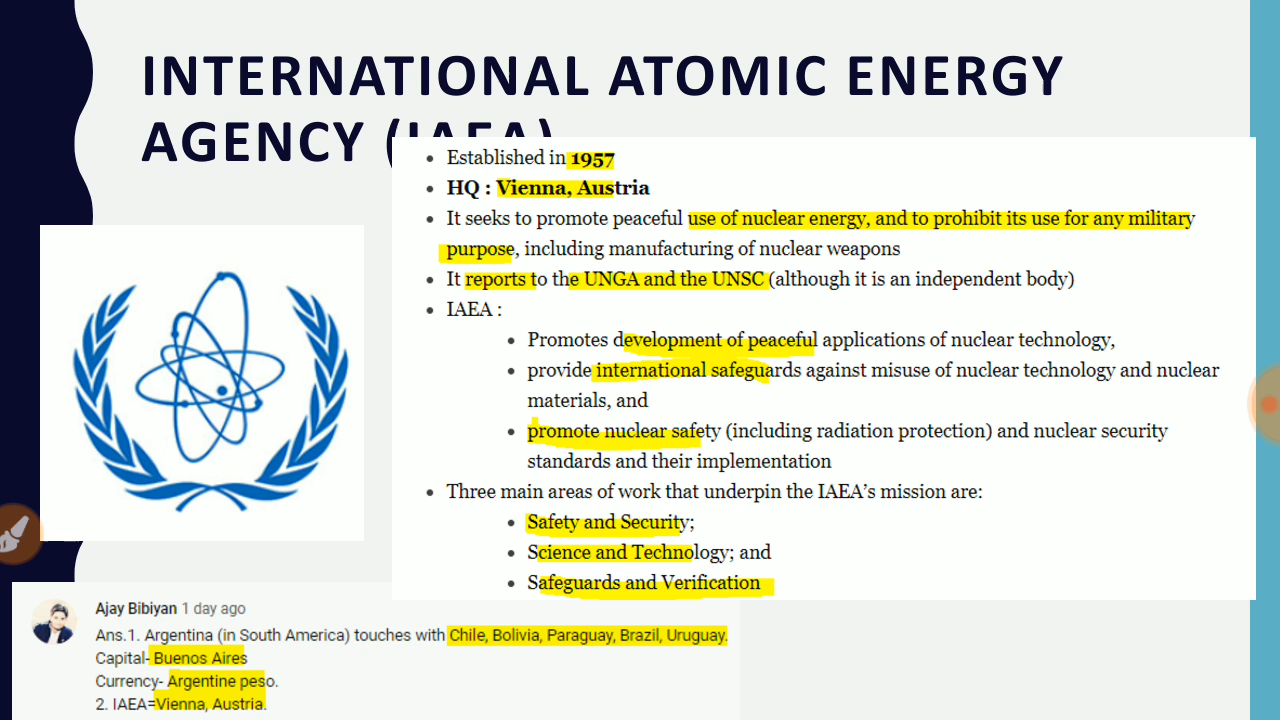 INTERNATIONAL ATOMIC ENERGY
AGENCY (IAEA)
Established in 1957
HQ : Vienna, Austria
It seeks to promote peaceful use of nuclear energy, and to prohibit its use for any military
purpose, including manufacturing of nuclear weapons
It reports to the UNGA and the UNSC (although it is an independent body)
IAEA :
Promotes development of peaceful applications of nuclear technology,
provide international safeguards against misuse of nuclear technology and nuclear
materials, and
promote nuclear safety (including radiation protection) and nuclear security
standards and their implementation
Three main areas of work that underpin the IAEA’s mission are:
Safety and Security;
Science and Technology; and
Safeguards and Verification
Ajay Bibiyan 1 day ago
Ans.1. Argentina (in South America) touches with Chile, Bolivia, Paraguay, Brazil, Uruguay.
Capital- Buenos Aires
Currency- Argentine peso.
2. IAEA=Vienna, Austria.